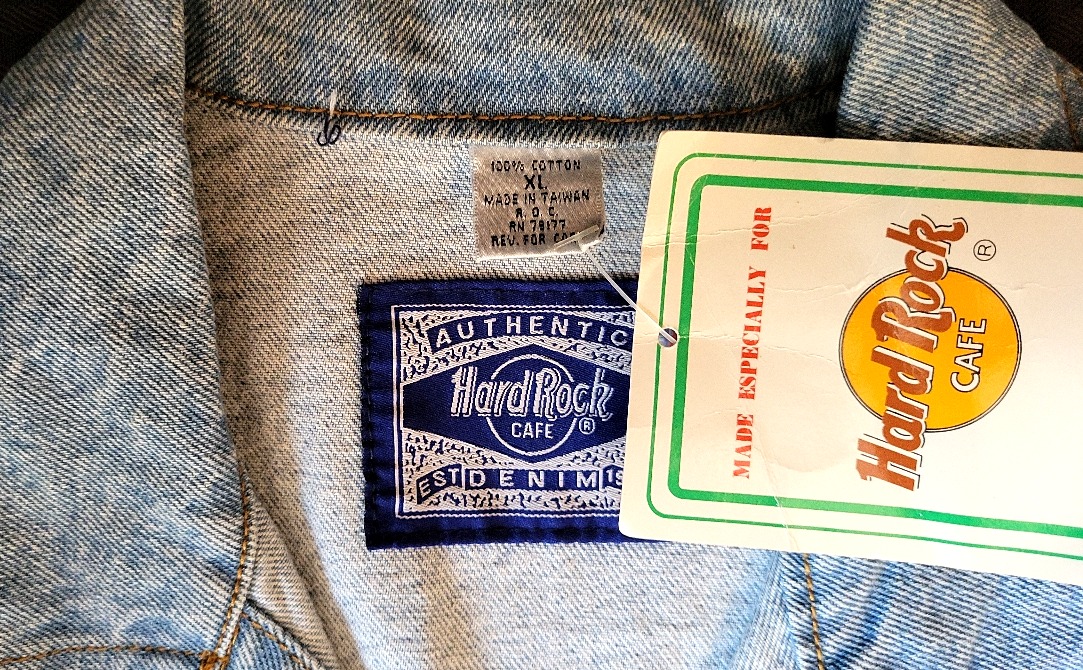 100% COTTON
XL
MADE IN TAIWAN
R. O. C.
RN 78177
REV. FOR
AUTHENTIC
Hard Rock
CAFE ®
EST DENIM
MADE ESPECIALLY FOR
Hard Rock ®
CAFE